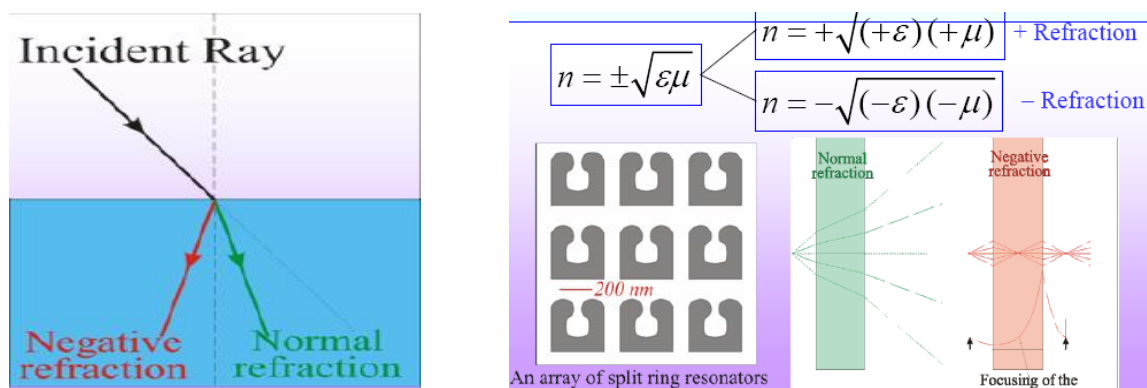 Incident Ray
Negative
refraction
Normal
refraction
n = ±√εμ
n = +√(+ε)(+μ) + Refraction
n = −√(−ε)(−μ) − Refraction
200 nm
An array of split ring resonators
Normal
refraction
Negative
refraction
Focusing of the